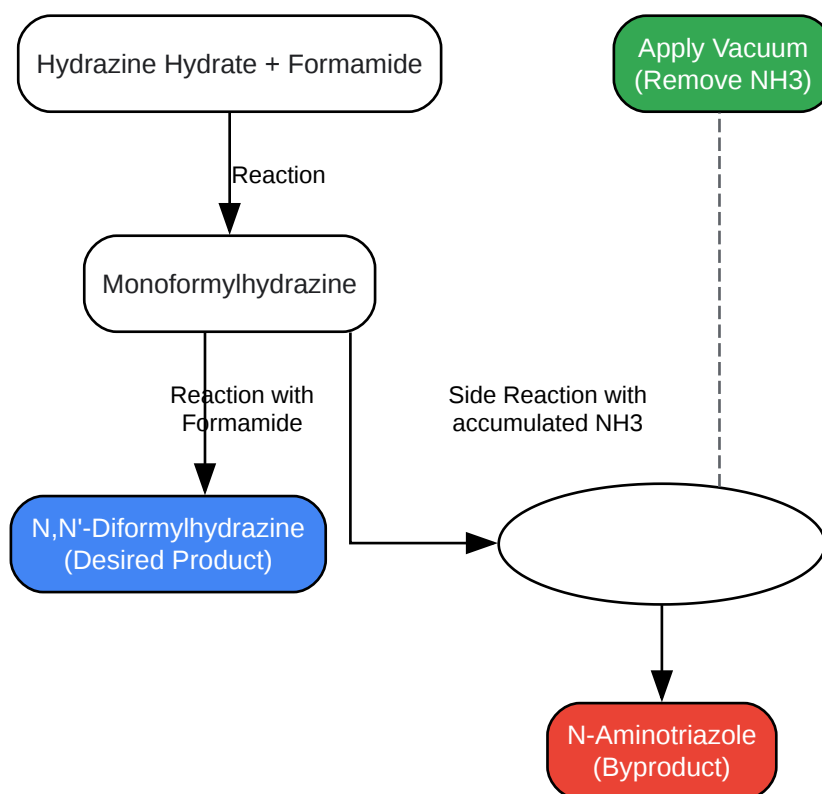 Hydrazine Hydrate + Formamide
Apply Vacuum
(Remove NH3)
Reaction
Monoformylhydrazine
Reaction with
Formamide
Side Reaction with
accumulated NH3
N,N'-Diformylhydrazine
(Desired Product)
N-Aminotriazole
(Byproduct)